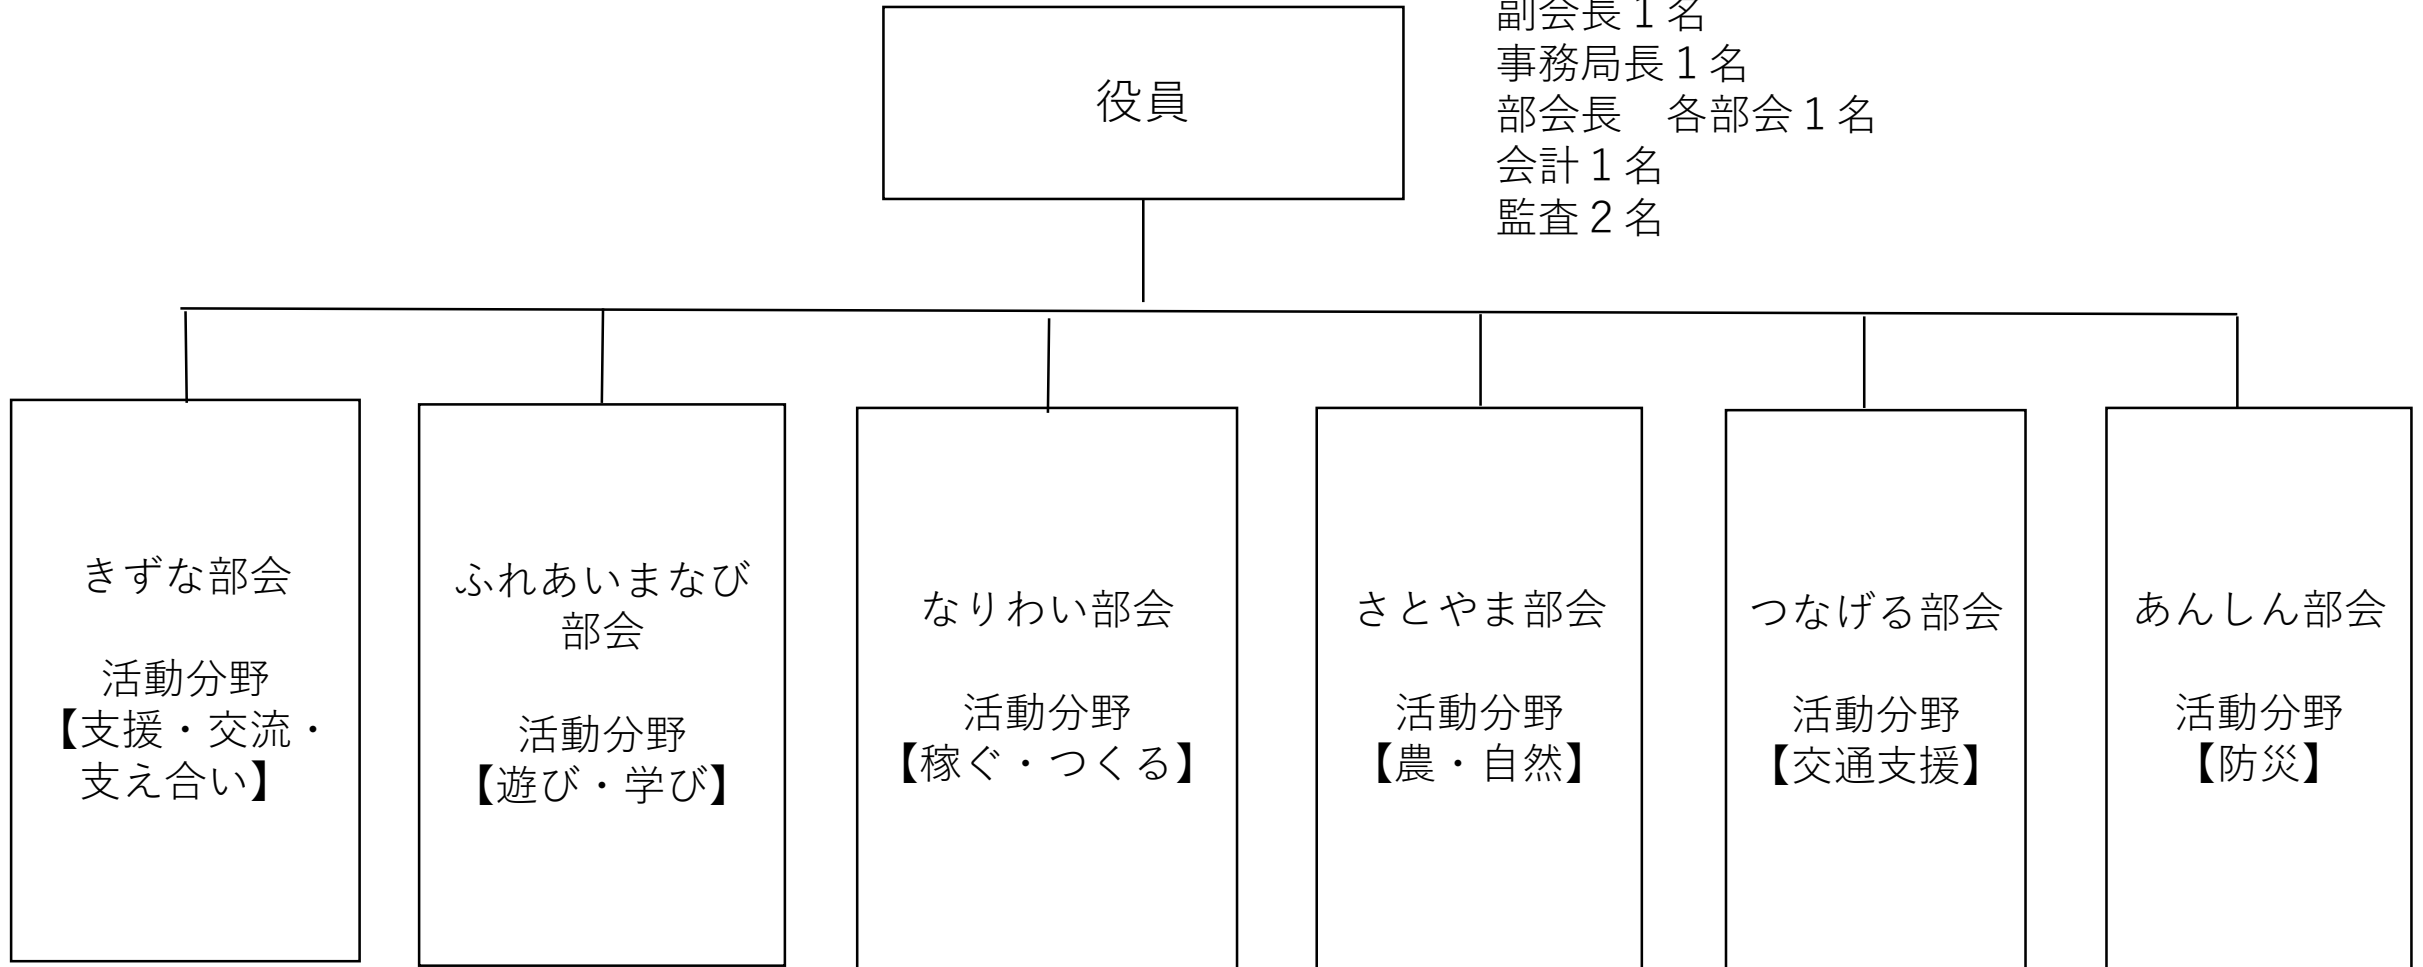 副会長１名
事務局長１名
部会長　各部会１名
会計１名
監査２名
役員
きずな部会
活動分野
【支援・交流・
支え合い】
ふれあいまなび
部会
活動分野
【遊び・学び】
なりわい部会
活動分野
【稼ぐ・つくる】
さとやま部会
活動分野
【農・自然】
つなげる部会
活動分野
【交通支援】
あんしん部会
活動分野
【防災】